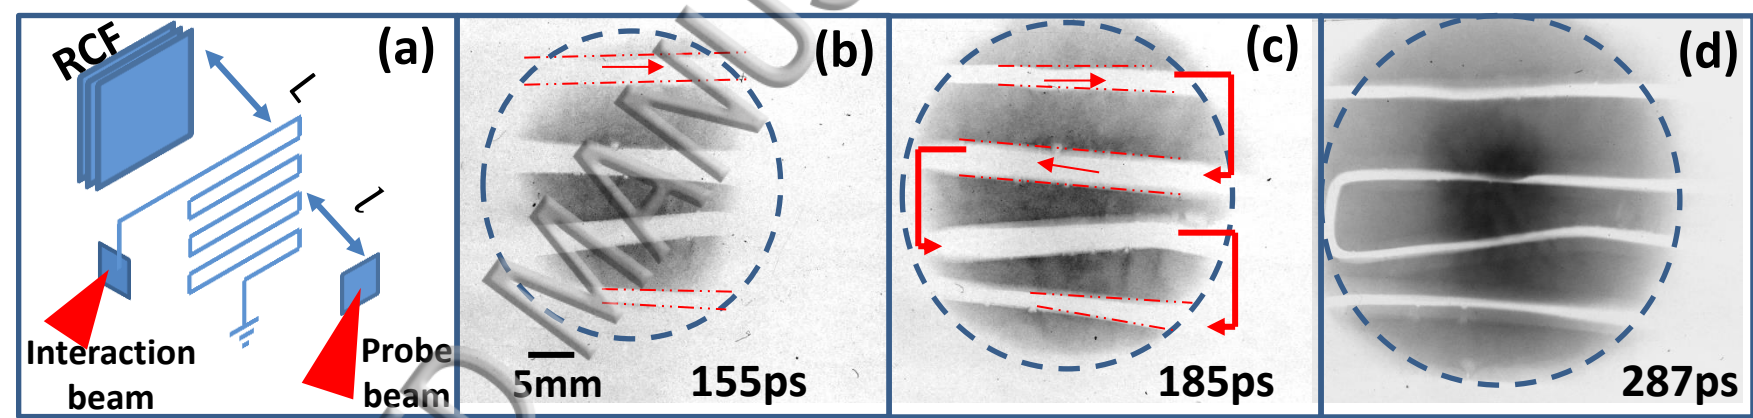 RCF
(a)
L
l
Interaction
beam
Probe
beam
(b)
5mm
155ps
(c)
185ps
(d)
287ps